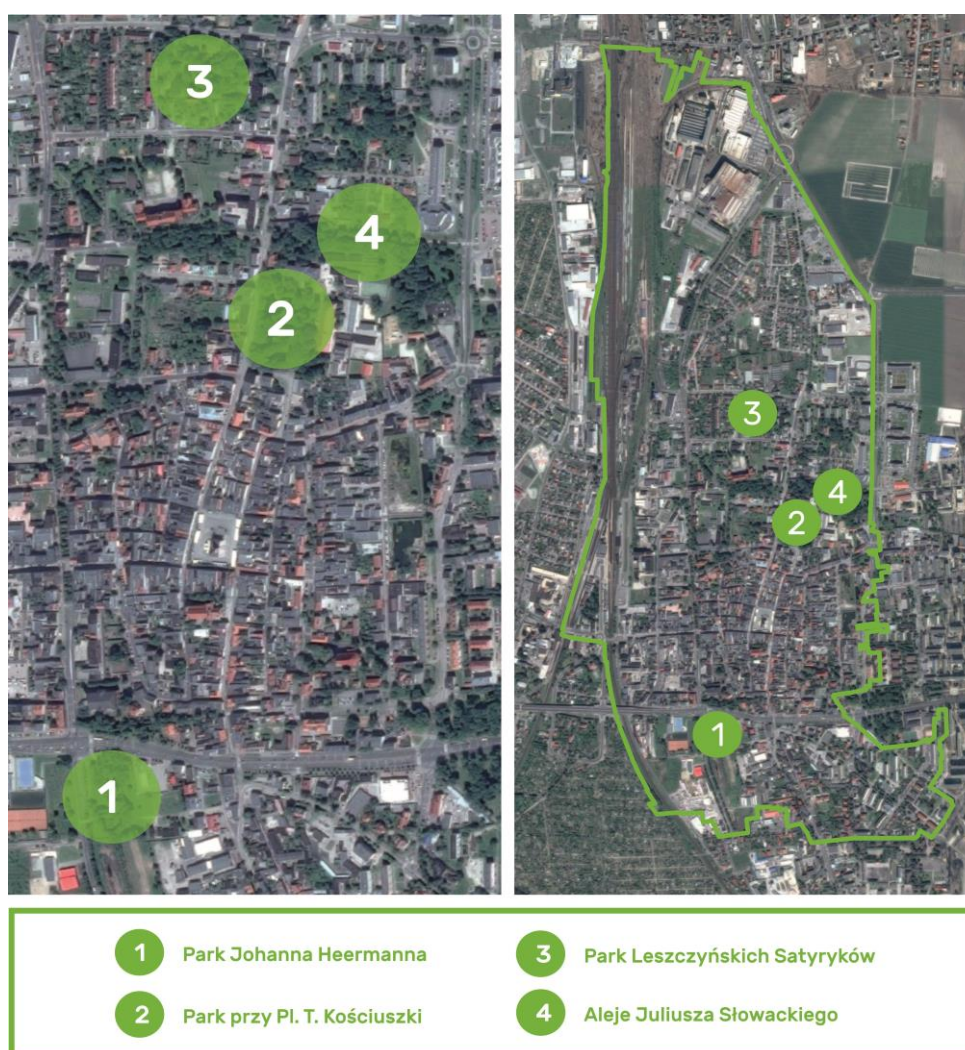 3
4
2
1
3
4
2
1
1 Park Johanna Heermanna
2 Park przy Pl. T. Kościuszki
3 Park Leszczyńskich Satyryków
4 Aleje Juliusza Słowackiego